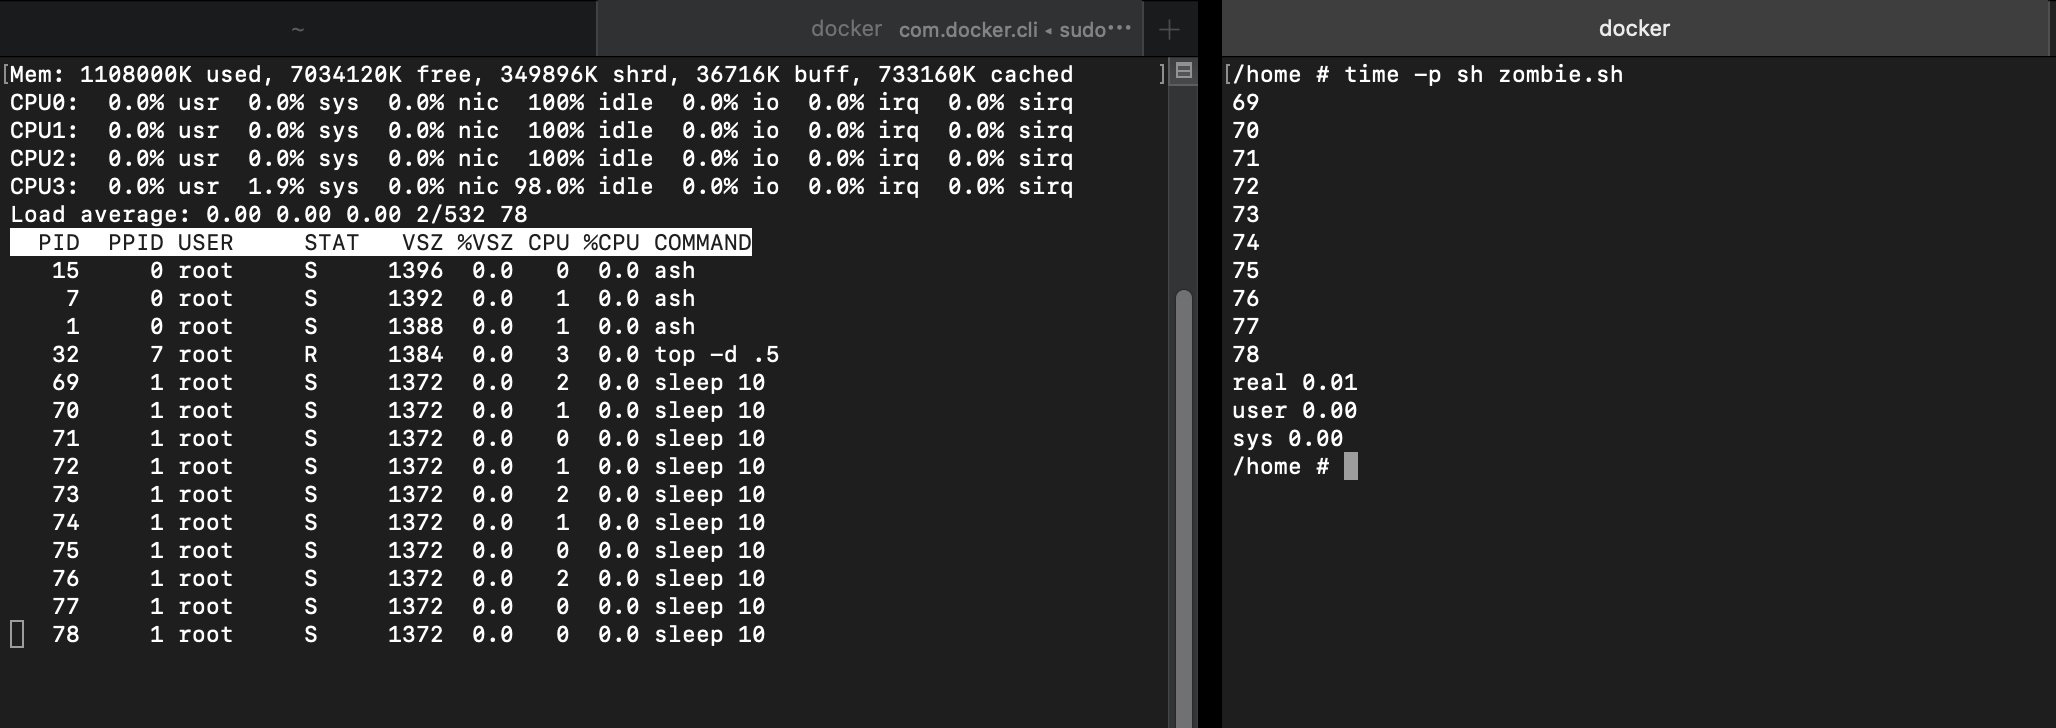 ~
docker com.docker.cli ◂ sudo···
+
[Mem: 1108000K used, 7034120K free, 349896K shrd, 36716K buff, 733160K cached ]
CPU0:  0.0% usr  0.0% sys  0.0% nic  100% idle  0.0% io  0.0% irq  0.0% sirq
CPU1:  0.0% usr  0.0% sys  0.0% nic  100% idle  0.0% io  0.0% irq  0.0% sirq
CPU2:  0.0% usr  0.0% sys  0.0% nic  100% idle  0.0% io  0.0% irq  0.0% sirq
CPU3:  0.0% usr  1.9% sys  0.0% nic 98.0% idle  0.0% io  0.0% irq  0.0% sirq
Load average: 0.00 0.00 0.00 2/532 78
  PID  PPID USER     STAT   VSZ %VSZ CPU %CPU COMMAND
   15     0 root     S     1396  0.0   0  0.0 ash
    7     0 root     S     1392  0.0   1  0.0 ash
    1     0 root     S     1388  0.0   1  0.0 ash
   32     7 root     R     1384  0.0   3  0.0 top -d .5
   69     1 root     S     1372  0.0   2  0.0 sleep 10
   70     1 root     S     1372  0.0   1  0.0 sleep 10
   71     1 root     S     1372  0.0   0  0.0 sleep 10
   72     1 root     S     1372  0.0   1  0.0 sleep 10
   73     1 root     S     1372  0.0   2  0.0 sleep 10
   74     1 root     S     1372  0.0   1  0.0 sleep 10
   75     1 root     S     1372  0.0   0  0.0 sleep 10
   76     1 root     S     1372  0.0   2  0.0 sleep 10
   77     1 root     S     1372  0.0   0  0.0 sleep 10
   78     1 root     S     1372  0.0   0  0.0 sleep 10
docker
[/home # time -p sh zombie.sh
69
70
71
72
73
74
75
76
77
78
real 0.01
user 0.00
sys 0.00
/home #